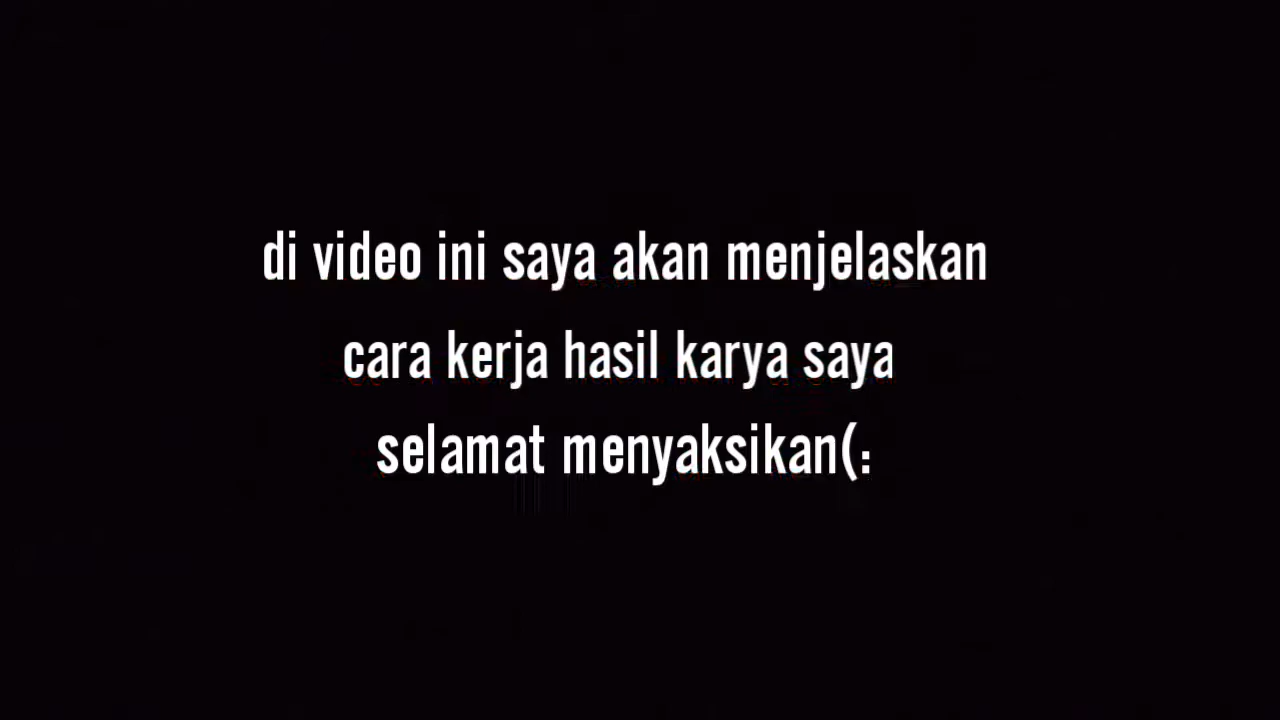 di video ini saya akan menjelaskan
cara kerja hasil karya saya
selamat menyaksikan(: